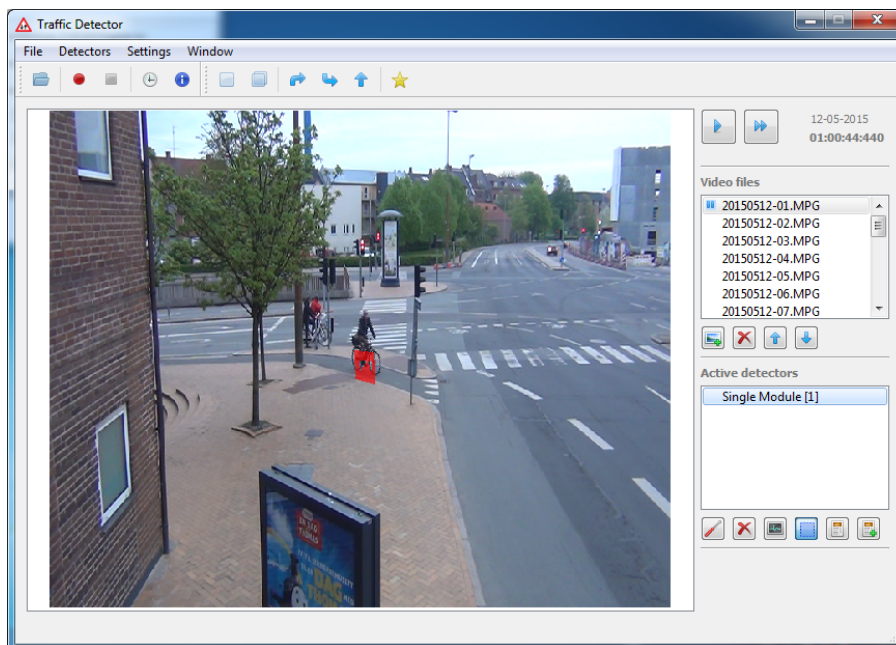 Traffic Detector
File Detectors Settings Window
12-05-2015
01:00:44:440
Video files
20150512-01.MPG
20150512-02.MPG
20150512-03.MPG
20150512-04.MPG
20150512-05.MPG
20150512-06.MPG
20150512-07.MPG
Active detectors
Single Module [1]
DAG